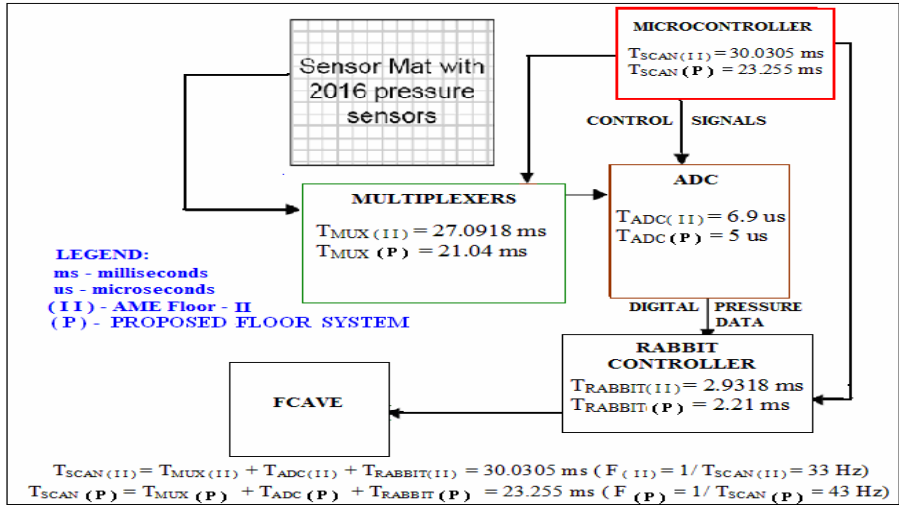 Sensor Mat with
2016 pressure
sensors
MICROCONTROLLER
TSCAN(II) = 30.0305 ms
TSCAN(P) = 23.255 ms
CONTROL SIGNALS
MULTIPLEXERS
TMUX(II) = 27.0918 ms
TMUX (P) = 21.04 ms
ADC
TADC(II) = 6.9 us
TADC(P) = 5 us
LEGEND:
ms - milliseconds
us - microseconds
(II) - AME Floor - II
(P) - PROPOSED FLOOR SYSTEM
DIGITAL PRESSURE
DATA
RABBIT
CONTROLLER
TRABBIT(II) = 2.9318 ms
TRABBIT(P) = 2.21 ms
FCAVE
TSCAN(II) = TMUX(II) + TADC(II) + TRABBIT(II) = 30.0305 ms ( F(II) = 1/ TSCAN(II) = 33 Hz)
TSCAN (P) = TMUX (P) + TADC (P) + TRABBIT (P) = 23.255 ms ( F (P) = 1/ TSCAN (P) = 43 Hz)